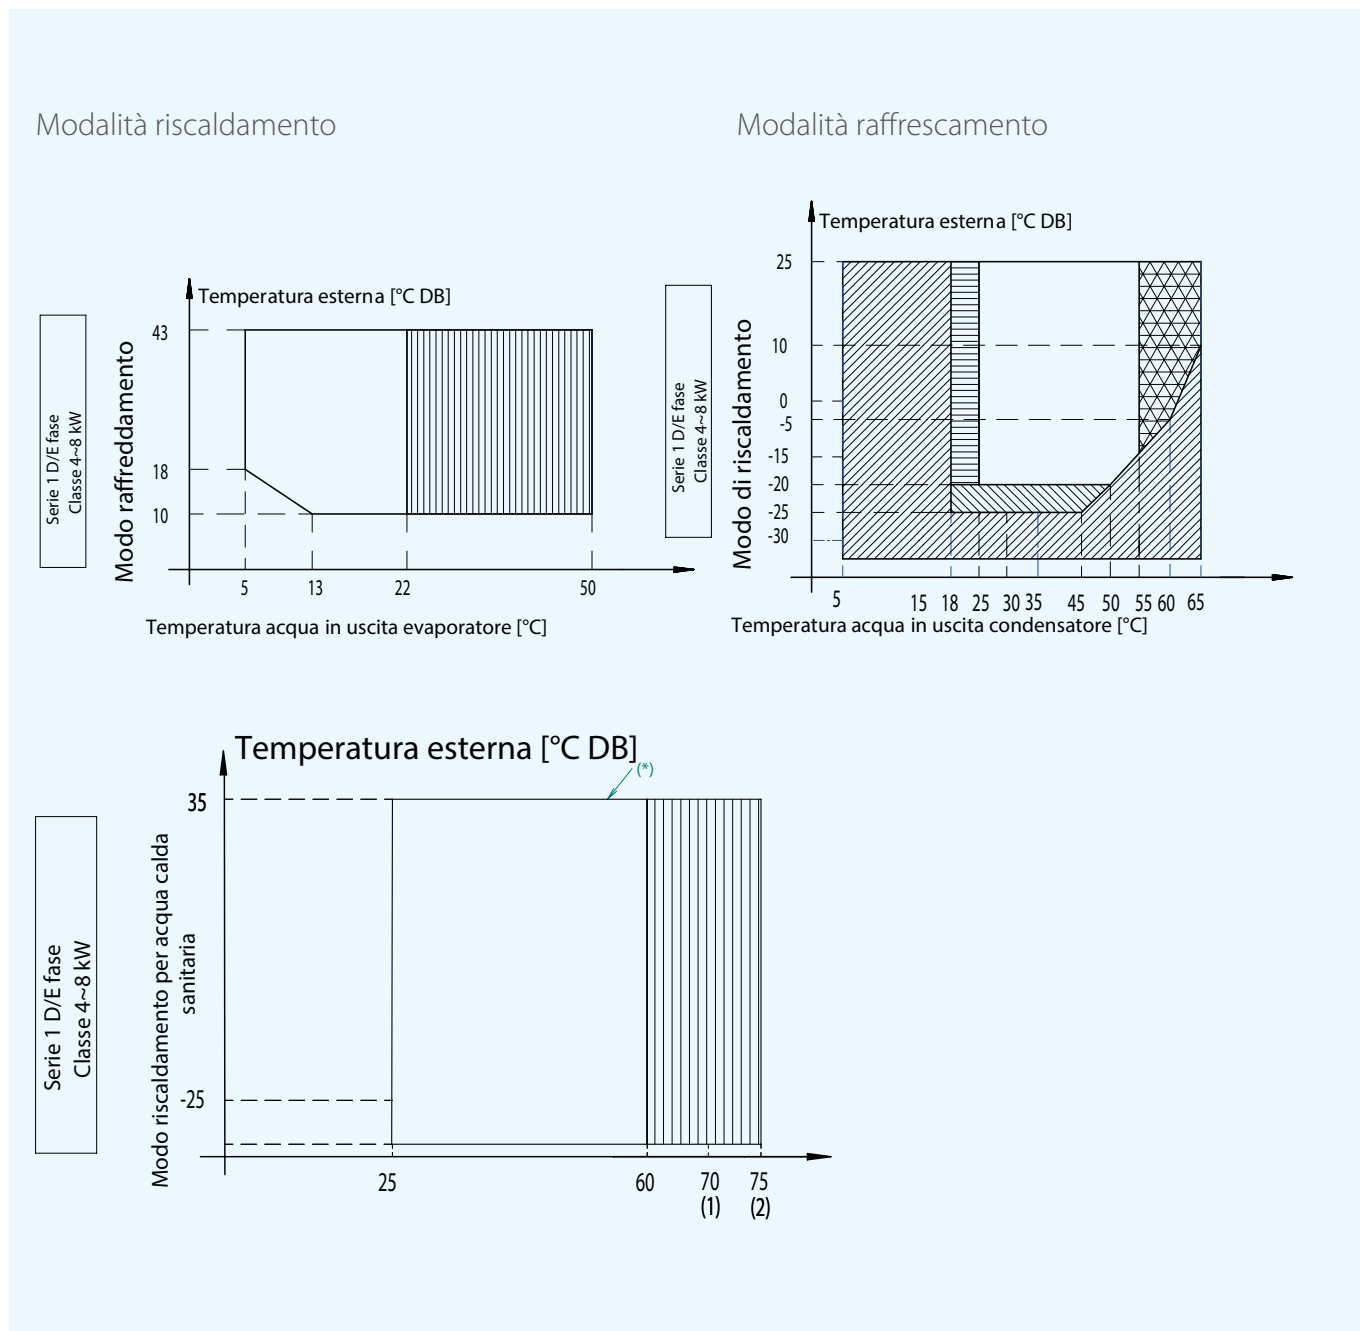 Modalità riscaldamento
Modalità raffrescamento
Serie 1 D/E fase
Classe 4~8 kW
Modo raffreddamento
Temperatura esterna [°C DB]
43
18
10
5
13
22
50
Temperatura acqua in uscita evaporatore [°C]
Serie 1 D/E fase
Classe 4~8 kW
Modo di riscaldamento
Temperatura esterna [°C DB]
25
10
0
-5
-15
-20
-25
-30
5
15
18
25
30
35
45
50
55
60
65
Temperatura acqua in uscita condensatore [°C]
Serie 1 D/E fase
Classe 4~8 kW
Modo riscaldamento per acqua calda
sanitaria
Temperatura esterna [°C DB]
(*)
35
-25
25
60
70
75
(1)
(2)